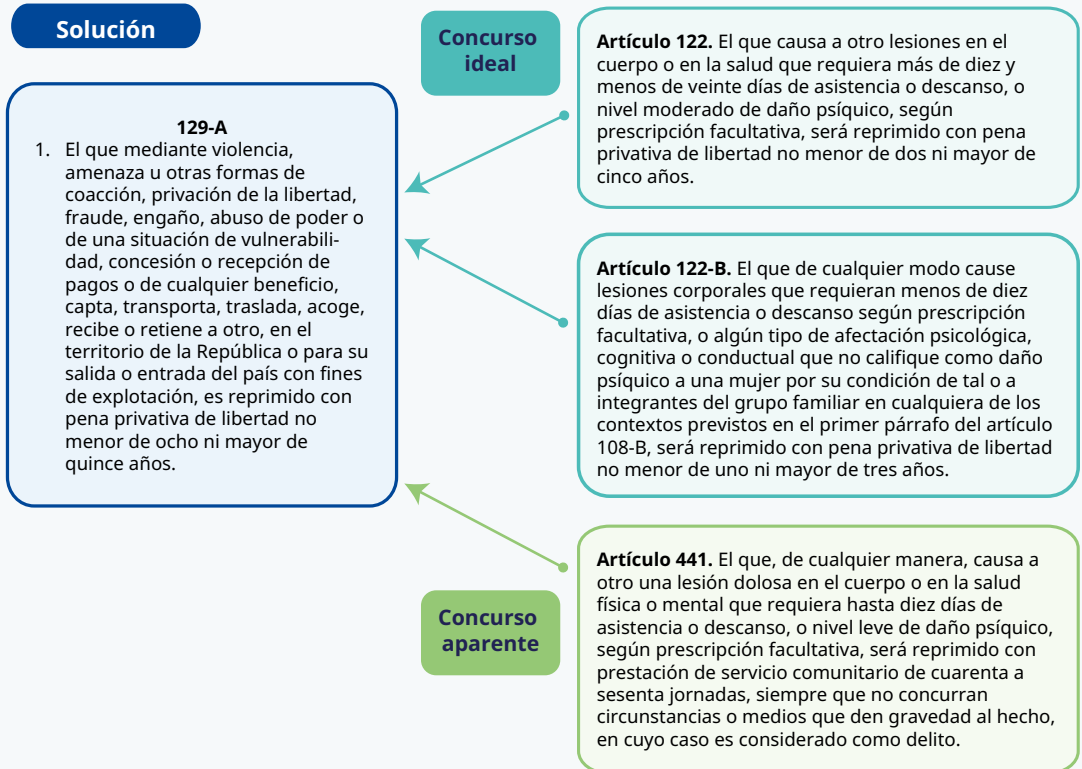 Solución
129-A
1. El que mediante violencia,
amenaza u otras formas de
coacción, privación de la libertad,
fraude, engaño, abuso de poder o
de una situación de vulnerabili-
dad, concesión o recepción de
pagos o de cualquier beneficio,
capta, transporta, traslada, acoge,
recibe o retiene a otro, en el
territorio de la República o para su
salida o entrada del país con fines
de explotación, es reprimido con
pena privativa de libertad no
menor de ocho ni mayor de
quince años.
Concurso
ideal
Artículo 122. El que causa a otro lesiones en el
cuerpo o en la salud que requiera más de diez y
menos de veinte días de asistencia o descanso, o
nivel moderado de daño psíquico, según
prescripción facultativa, será reprimido con pena
privativa de libertad no menor de dos ni mayor de
cinco años.
Artículo 122-B. El que de cualquier modo cause
lesiones corporales que requieran menos de diez
días de asistencia o descanso según prescripción
facultativa, o algún tipo de afectación psicológica,
cognitiva o conductual que no califique como daño
psíquico a una mujer por su condición de tal o a
integrantes del grupo familiar en cualquiera de los
contextos previstos en el primer párrafo del artículo
108-B, será reprimido con pena privativa de libertad
no menor de uno ni mayor de tres años.
Concurso
aparente
Artículo 441. El que, de cualquier manera, causa a
otro una lesión dolosa en el cuerpo o en la salud
física o mental que requiera hasta diez días de
asistencia o descanso, o nivel leve de daño psíquico,
según prescripción facultativa, será reprimido con
prestación de servicio comunitario de cuarenta a
sesenta jornadas, siempre que no concurran
circunstancias o medios que den gravedad al hecho,
en cuyo caso es considerado como delito.